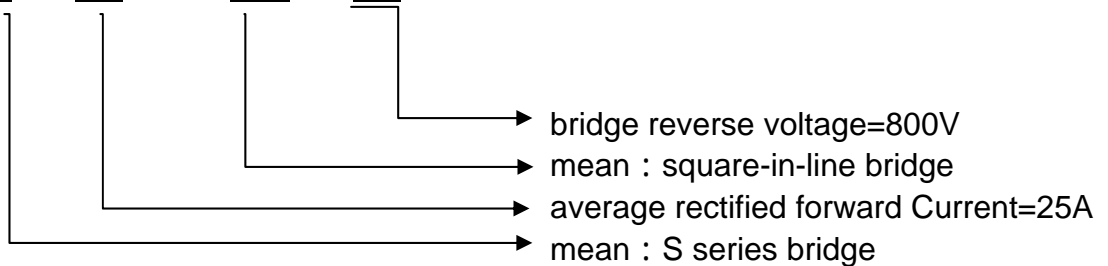 bridge reverse voltage=800V
mean：square-in-line bridge
average rectified forward Current=25A
mean：S series bridge